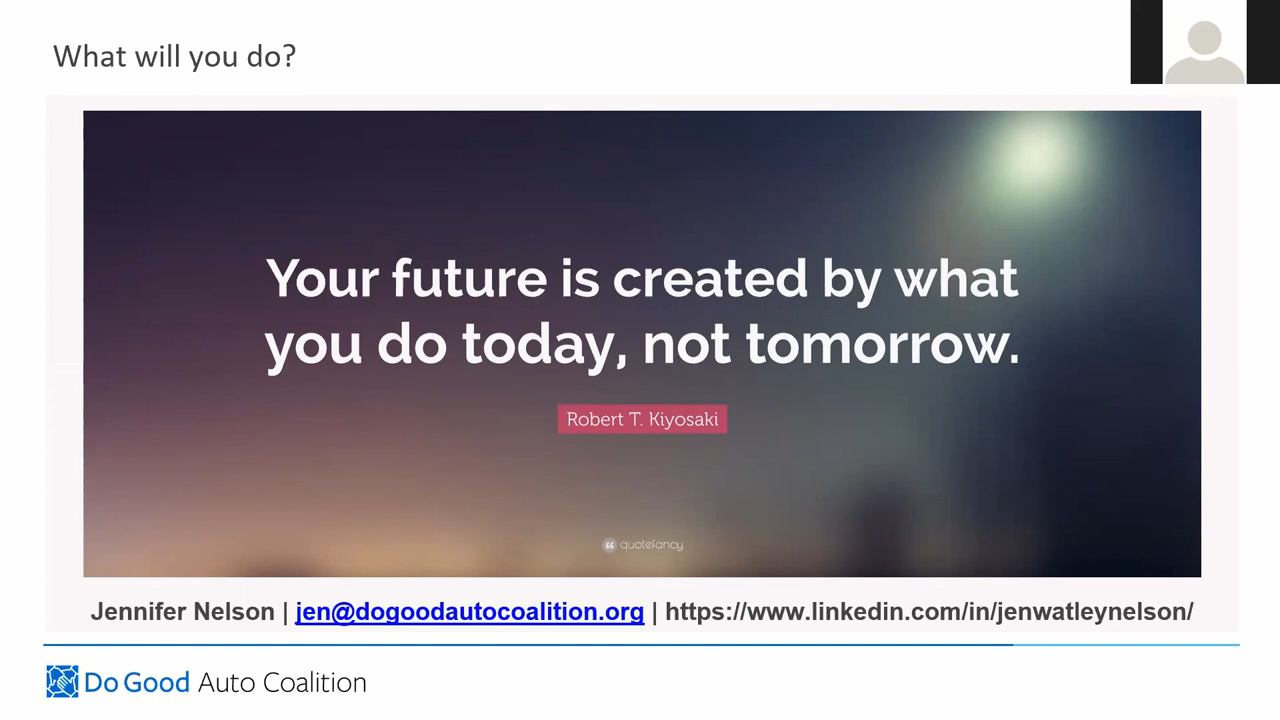 What will you do?
Your future is created by what
you do today, not tomorrow.
Robert T. Kiyosaki
quotefancy
Jennifer Nelson | jen@dogoodautocoalition.org | https://www.linkedin.com/in/jenwatleynelson/
Do Good Auto Coalition